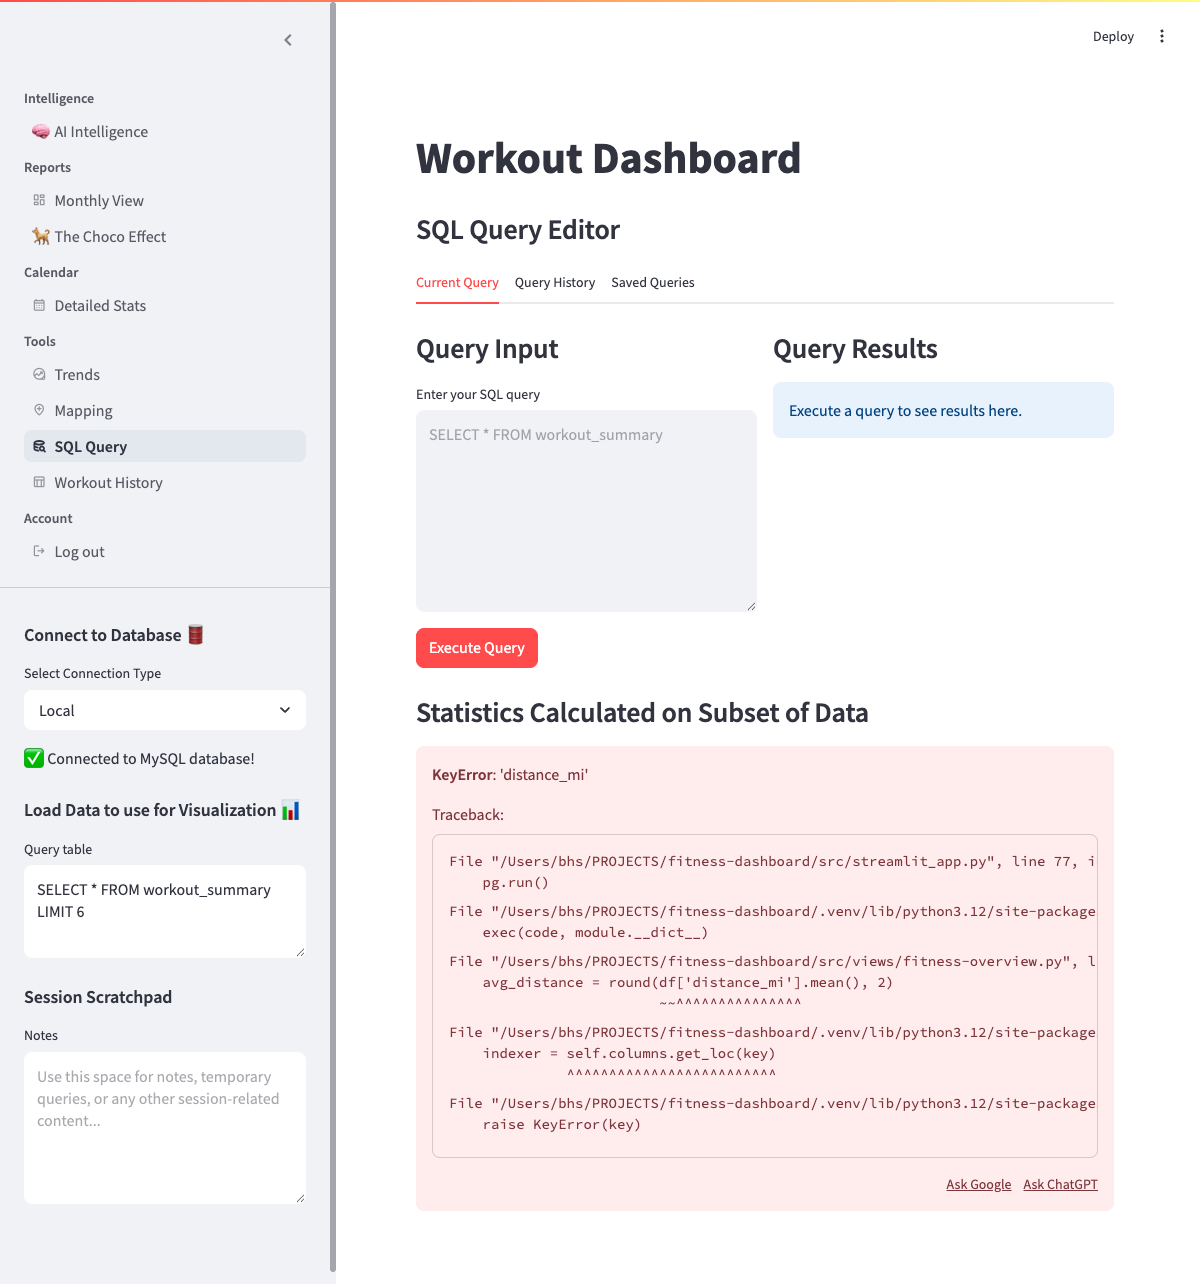 Deploy
Intelligence
AI Intelligence
Reports
Monthly View
The Choco Effect
Calendar
Detailed Stats
Tools
Trends
Mapping
SQL Query
Workout History
Account
Log out
Connect to Database
Select Connection Type
Local
Connected to MySQL database!
Load Data to use for Visualization
Query table
SELECT * FROM workout_summary
LIMIT 6
Session Scratchpad
Notes
Use this space for notes, temporary
queries, or any other session-related
content...
Workout Dashboard
SQL Query Editor
Current Query Query History Saved Queries
Query Input
Enter your SQL query
SELECT * FROM workout_summary
Execute Query
Query Results
Execute a query to see results here.
Statistics Calculated on Subset of Data
KeyError: 'distance_mi'
Traceback:
File "/Users/bhs/PROJECTS/fitness-dashboard/src/streamlit_app.py", line 77, i
pg.run()
File "/Users/bhs/PROJECTS/fitness-dashboard/.venv/lib/python3.12/site-package
exec(code, module.__dict__)
File "/Users/bhs/PROJECTS/fitness-dashboard/src/views/fitness-overview.py", l
avg_distance = round(df['distance_mi'].mean(), 2)
~~^^^^^^^^^^^^^^^
File "/Users/bhs/PROJECTS/fitness-dashboard/.venv/lib/python3.12/site-package
indexer = self.columns.get_loc(key)
^^^^^^^^^^^^^^^^^^^^^^^^^
File "/Users/bhs/PROJECTS/fitness-dashboard/.venv/lib/python3.12/site-package
raise KeyError(key)
Ask Google Ask ChatGPT